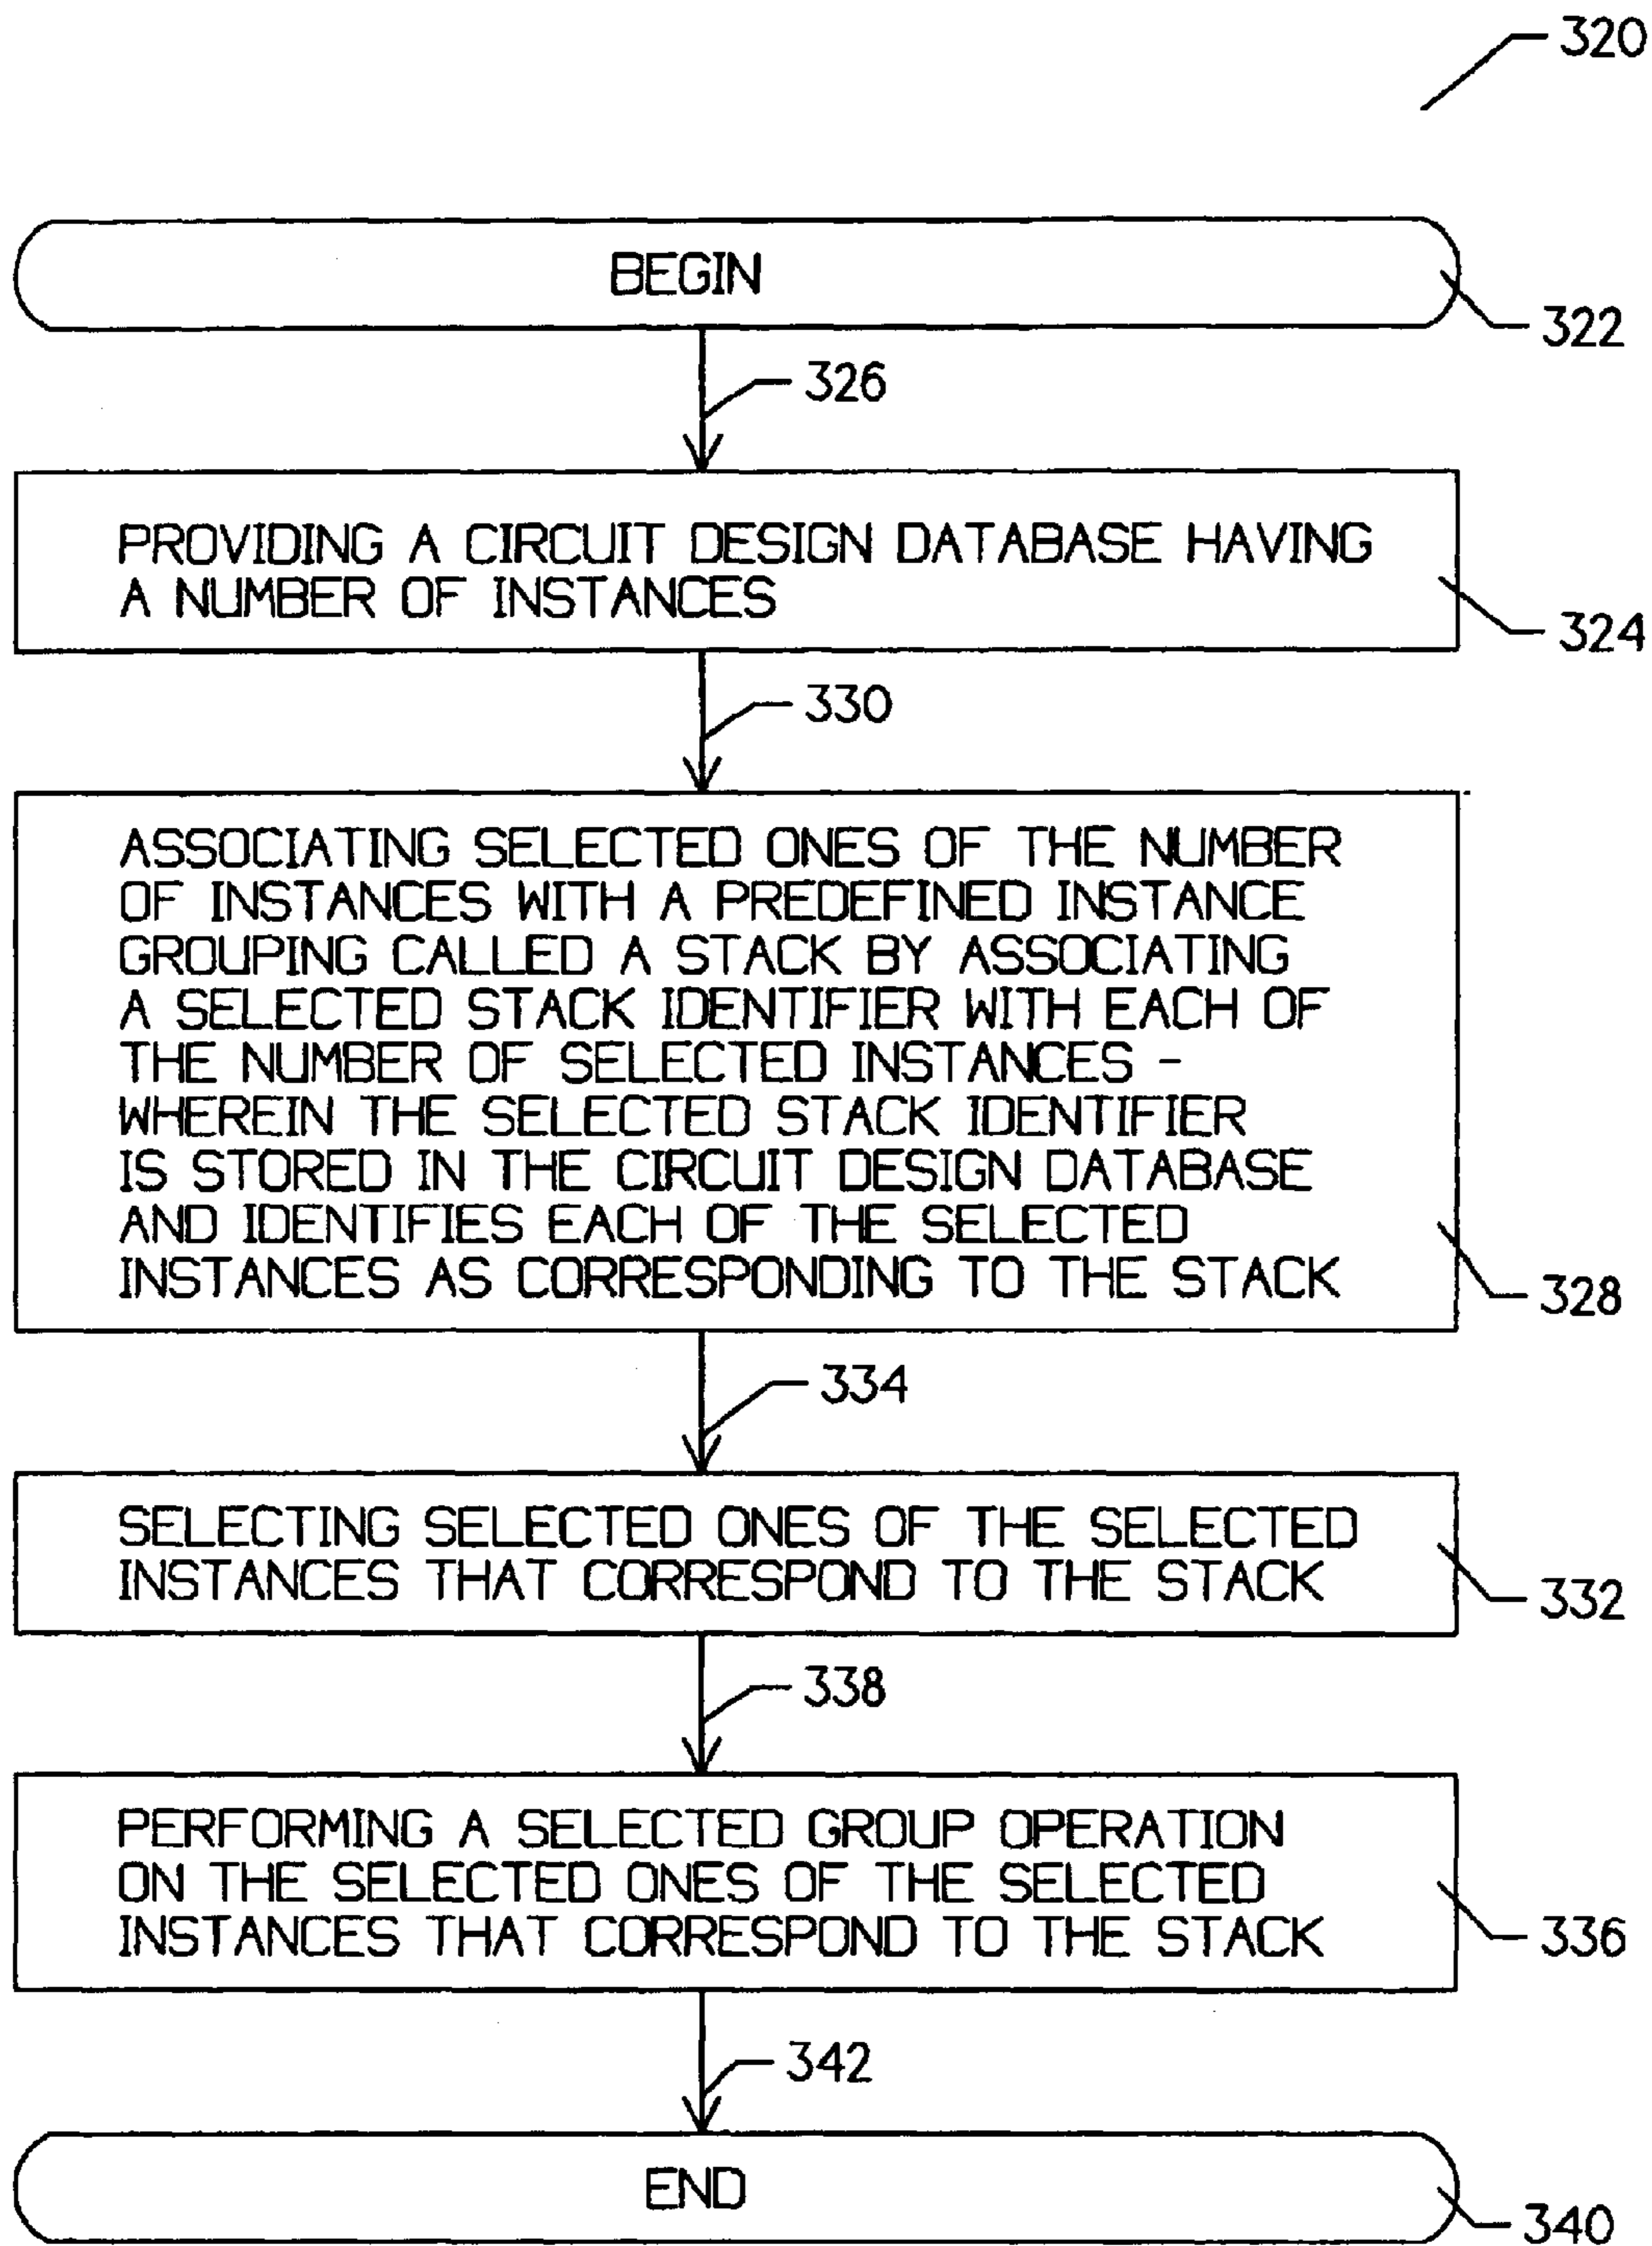 320
BEGIN
322
326
PROVIDING A CIRCUIT DESIGN DATABASE HAVING
A NUMBER OF INSTANCES
324
330
ASSOCIATING SELECTED ONES OF THE NUMBER
OF INSTANCES WITH A PREDEFINED INSTANCE
GROUPING CALLED A STACK BY ASSOCIATING
A SELECTED STACK IDENTIFIER WITH EACH OF
THE NUMBER OF SELECTED INSTANCES -
WHEREIN THE SELECTED STACK IDENTIFIER
IS STORED IN THE CIRCUIT DESIGN DATABASE
AND IDENTIFIES EACH OF THE SELECTED
INSTANCES AS CORRESPONDING TO THE STACK
328
334
SELECTING SELECTED ONES OF THE SELECTED
INSTANCES THAT CORRESPOND TO THE STACK
332
338
PERFORMING A SELECTED GROUP OPERATION
ON THE SELECTED ONES OF THE SELECTED
INSTANCES THAT CORRESPOND TO THE STACK
336
342
END
340